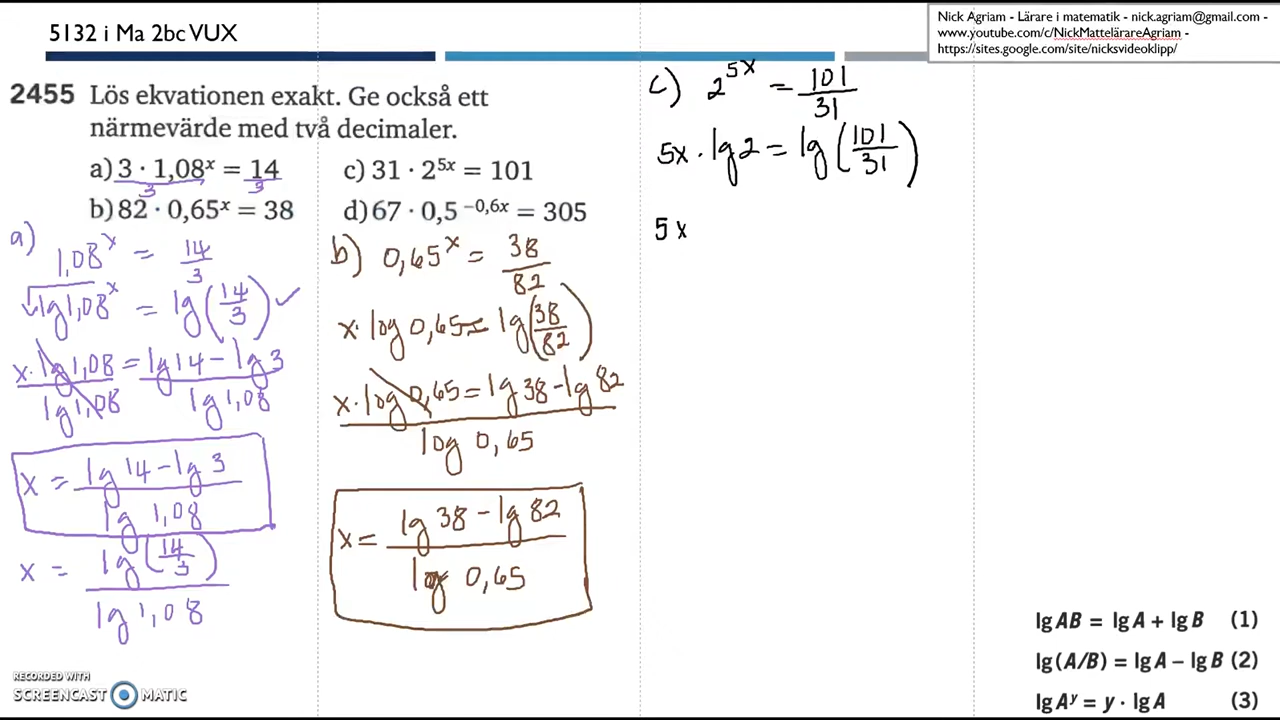 5132 i Ma 2bc VUX
Nick Agriam - Lärare i matematik - nick.agriam@gmail.com -
www.youtube.com/c/NickMattelärareAgriam -
https://sites.google.com/site/nicksvideoklipp/
2455 Lös ekvationen exakt. Ge också ett
närmevärde med två decimaler.
a) 3 · 1,08^x = 14
3 3
b) 82 · 0,65^x = 38
c) 31 · 2^5x = 101
d) 67 · 0,5^−0,6x = 305
a)
1,08^x = 14/3
lg 1,08^x = lg(14/3) ✓
x · lg 1,08 = lg 14 − lg 3
lg 1,08 lg 1,08
x = lg 14 − lg 3
lg 1,08
x = lg(14/3)
lg 1,08
b) 0,65^x = 38/82
x · log 0,65 = lg(38/82)
x · log 0,65 = lg 38 − lg 82
log 0,65
x = lg 38 − lg 82
log 0,65
c) 2^5x = 101/31
5x · lg 2 = lg(101/31)
5x
lg AB = lg A + lg B (1)
lg (A/B) = lg A − lg B (2)
lg A^y = y · lg A (3)
RECORDED WITH
SCREENCAST MATIC